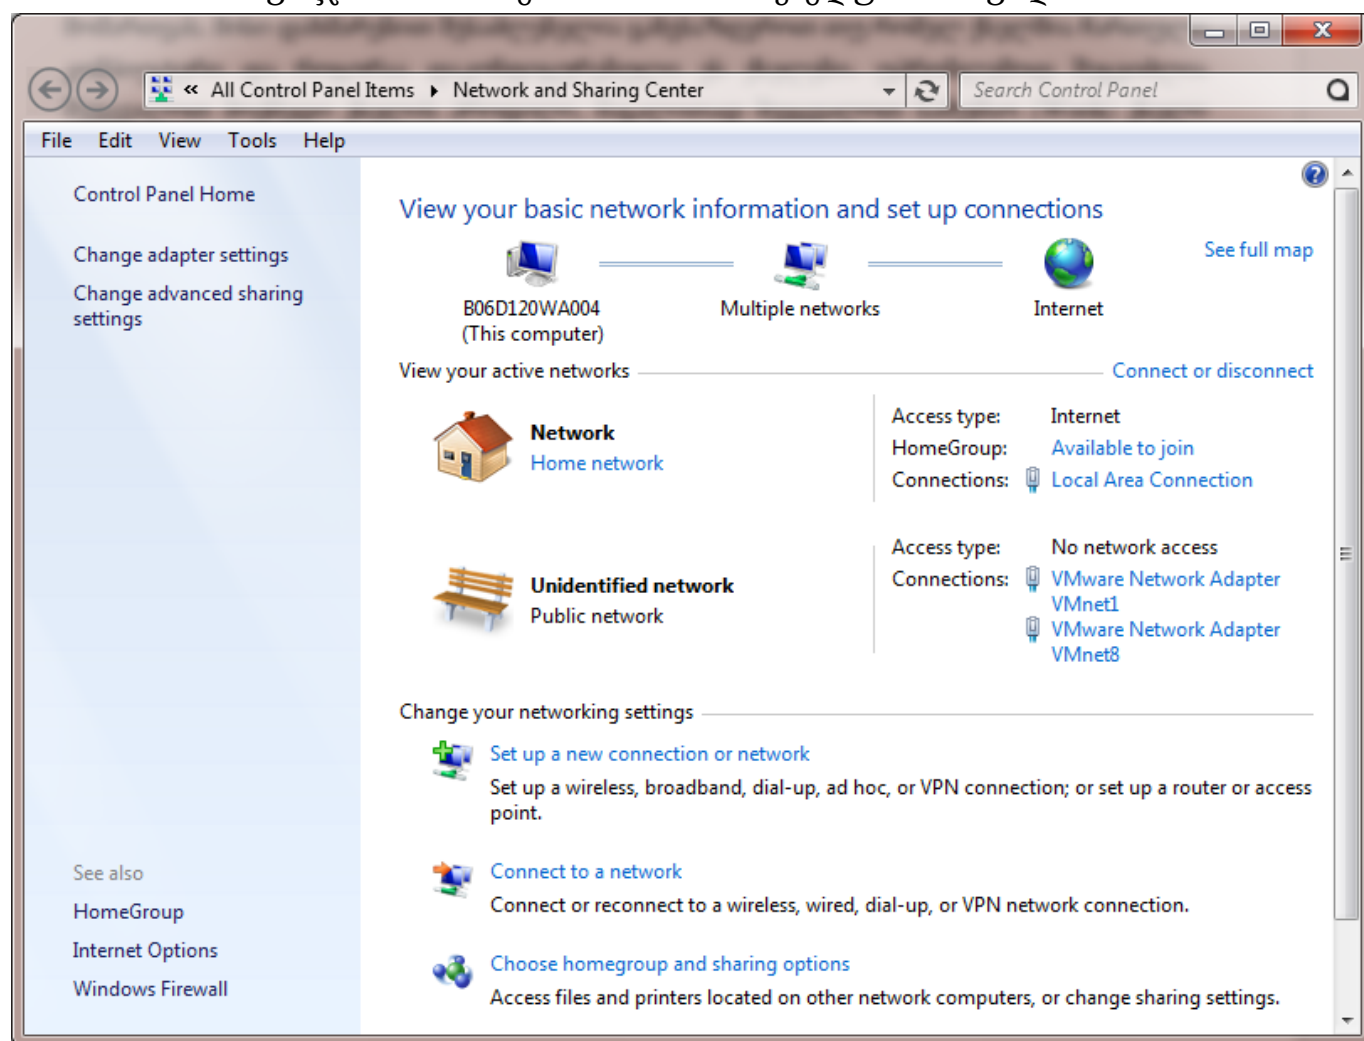 « All Control Panel Items ▸ Network and Sharing Center
Search Control Panel
File Edit View Tools Help
Control Panel Home
Change adapter settings
Change advanced sharing
settings
See also
HomeGroup
Internet Options
Windows Firewall
View your basic network information and set up connections
See full map
B06D120WA004
(This computer)
Multiple networks
Internet
View your active networks
Connect or disconnect
Network
Home network
Access type: Internet
HomeGroup: Available to join
Connections: Local Area Connection
Unidentified network
Public network
Access type: No network access
Connections: VMware Network Adapter
VMnet1
VMware Network Adapter
VMnet8
Change your networking settings
Set up a new connection or network
Set up a wireless, broadband, dial-up, ad hoc, or VPN connection; or set up a router or access
point.
Connect to a network
Connect or reconnect to a wireless, wired, dial-up, or VPN network connection.
Choose homegroup and sharing options
Access files and printers located on other network computers, or change sharing settings.